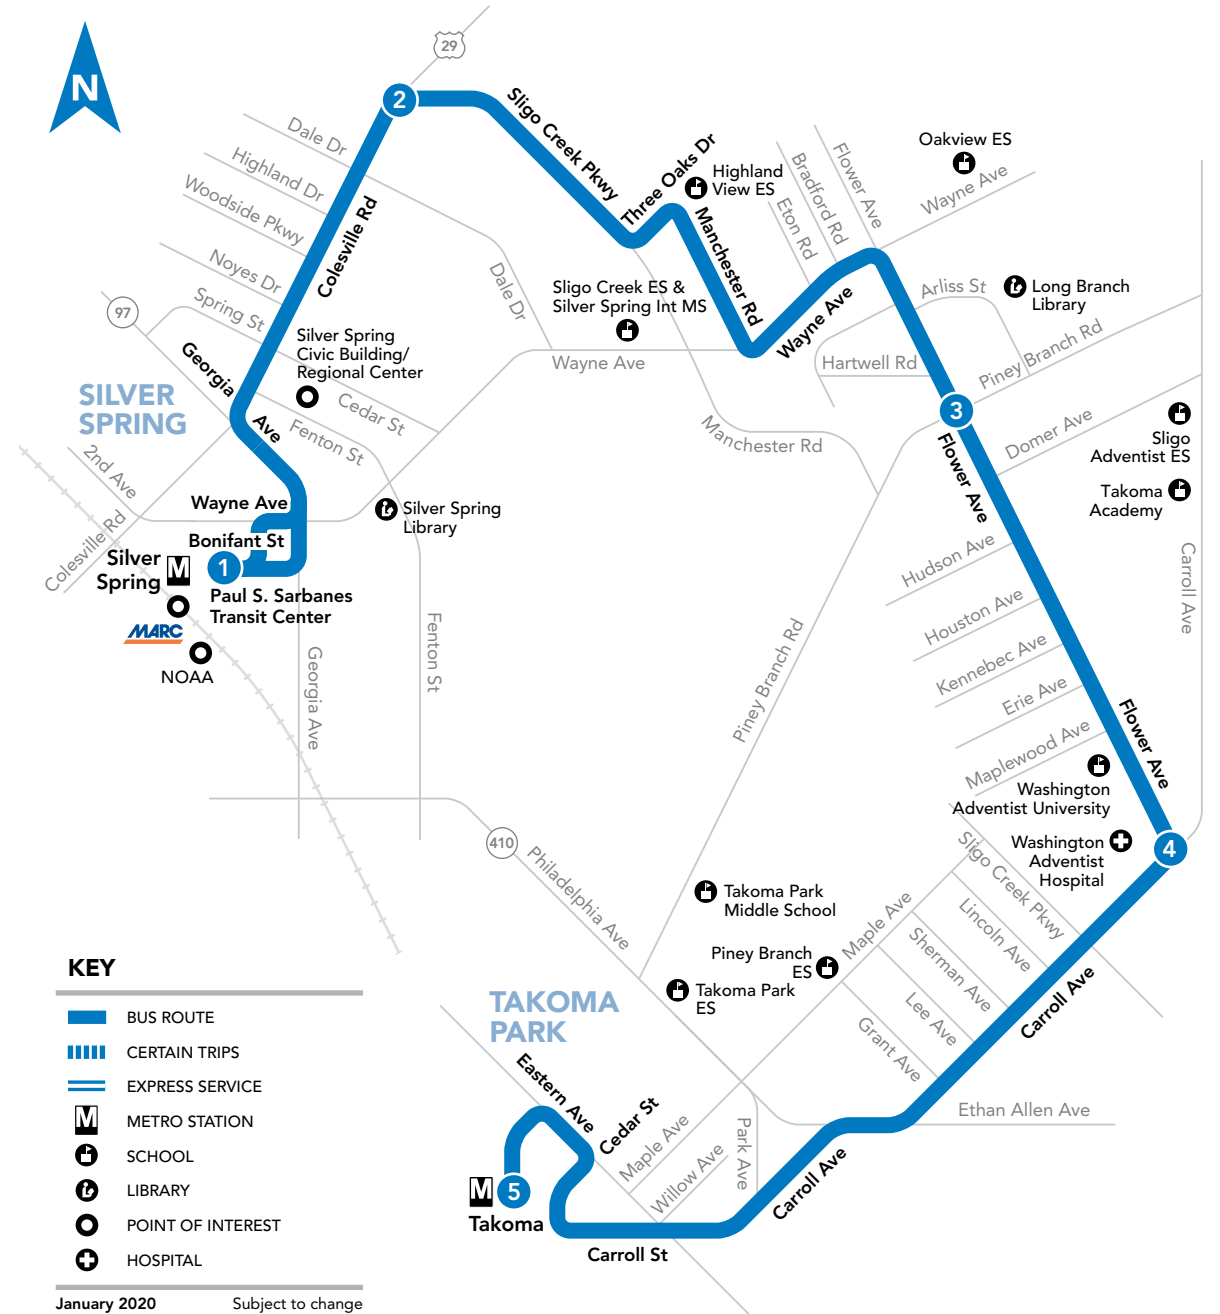 N
29
2
Sligo Creek Pkwy
Three Oaks Dr
Highland
View ES
Oakview ES
Flower Ave
Bradford Rd
Eton Rd
Wayne Ave
Dale Dr
Highland Dr
Woodside Pkwy
Noyes Dr
Spring St
Colesville Rd
Dale Dr
Manchester Rd
Sligo Creek ES &
Silver Spring Int MS
Wayne Ave
Wayne Ave
Arliss St
Long Branch
Library
Piney Branch Rd
Hartwell Rd
97
Georgia
Ave
Silver Spring
Civic Building/
Regional Center
Cedar St
Fenton St
SILVER
SPRING
2nd Ave
Colesville Rd
Wayne Ave
Bonifant St
1
Silver
Spring
M
Paul S. Sarbanes
Transit Center
MARC
NOAA
Silver Spring
Library
Georgia Ave
Fenton St
Manchester Rd
3
Flower Ave
Domer Ave
Sligo
Adventist ES
Takoma
Academy
Carroll Ave
Hudson Ave
Houston Ave
Kennebec Ave
Erie Ave
Maplewood Ave
Flower Ave
Piney Branch Rd
Washington
Adventist University
Washington
Adventist
Hospital
4
410
Philadelphia Ave
Takoma Park
Middle School
Piney Branch
ES
Takoma Park
ES
Maple Ave
Sligo Creek Pkwy
Lincoln Ave
Sherman Ave
Lee Ave
Grant Ave
Carroll Ave
Ethan Allen Ave
TAKOMA
PARK
Eastern Ave
Cedar St
Maple Ave
Willow Ave
Park Ave
Carroll Ave
M
5
Takoma
Carroll St
KEY
BUS ROUTE
CERTAIN TRIPS
EXPRESS SERVICE
M
METRO STATION
SCHOOL
LIBRARY
POINT OF INTEREST
HOSPITAL
January 2020
Subject to change